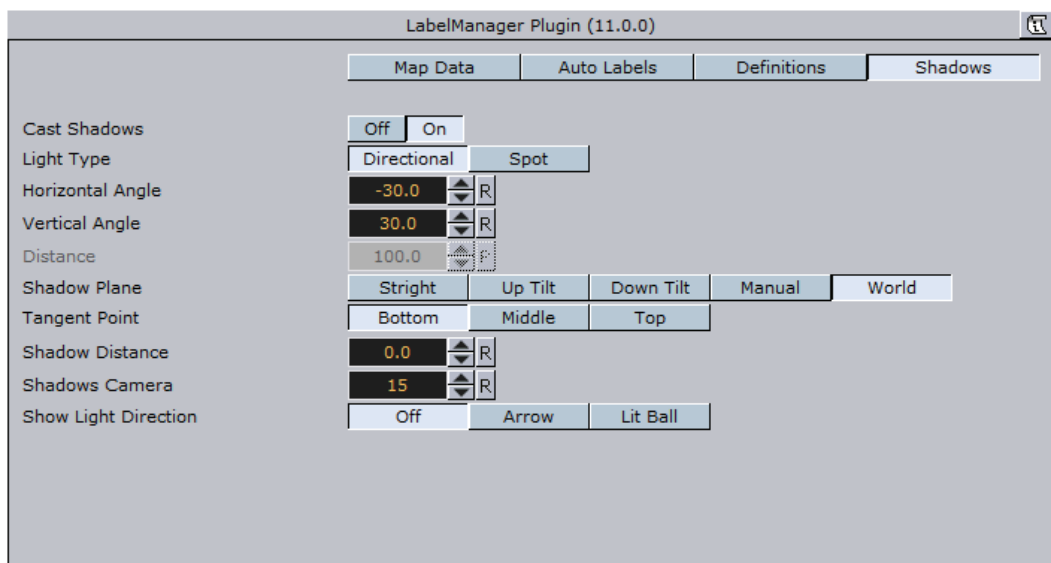 LabelManager Plugin (11.0.0)
Map Data Auto Labels Definitions Shadows
Cast Shadows Off On
Light Type Directional Spot
Horizontal Angle -30.0 R
Vertical Angle 30.0 R
Distance 100.0 R
Shadow Plane Stright Up Tilt Down Tilt Manual World
Tangent Point Bottom Middle Top
Shadow Distance 0.0 R
Shadows Camera 15 R
Show Light Direction Off Arrow Lit Ball